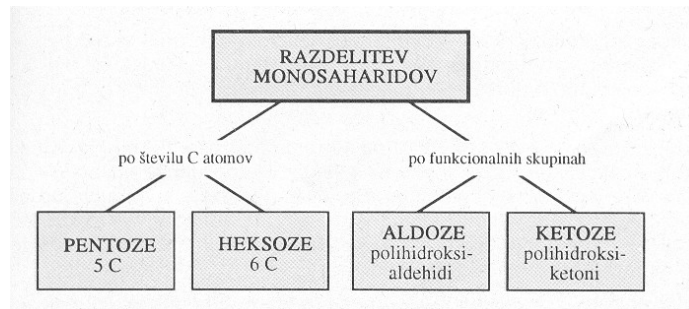 RAZDELITEV
MONOSAHARIDOV
po številu C atomov
po funkcionalnih skupinah
PENTOZE
5 C
HEKSOZE
6 C
ALDOZE
polihidroksi-
aldehidi
KETOZE
polihidroksi-
ketoni